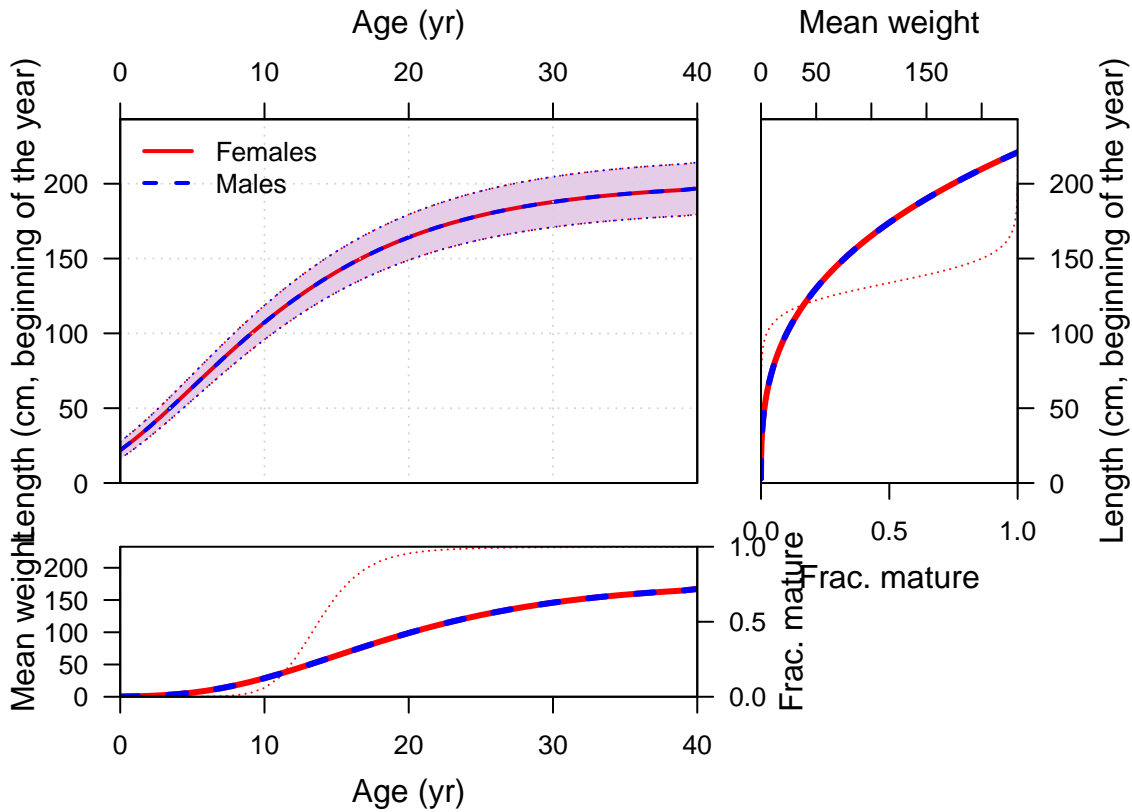 Age (yr)
0 10 20 30 40
Length (cm, beginning of the year)
200
150
100
50
0
Females
Males
Mean weight
0 50 150
Length (cm, beginning of the year)
200
150
100
50
0
0.0 0.5 1.0
Frac. mature
Mean weight
200
150
100
50
0
1.0
0.5
0.0
Frac. mature
0 10 20 30 40
Age (yr)